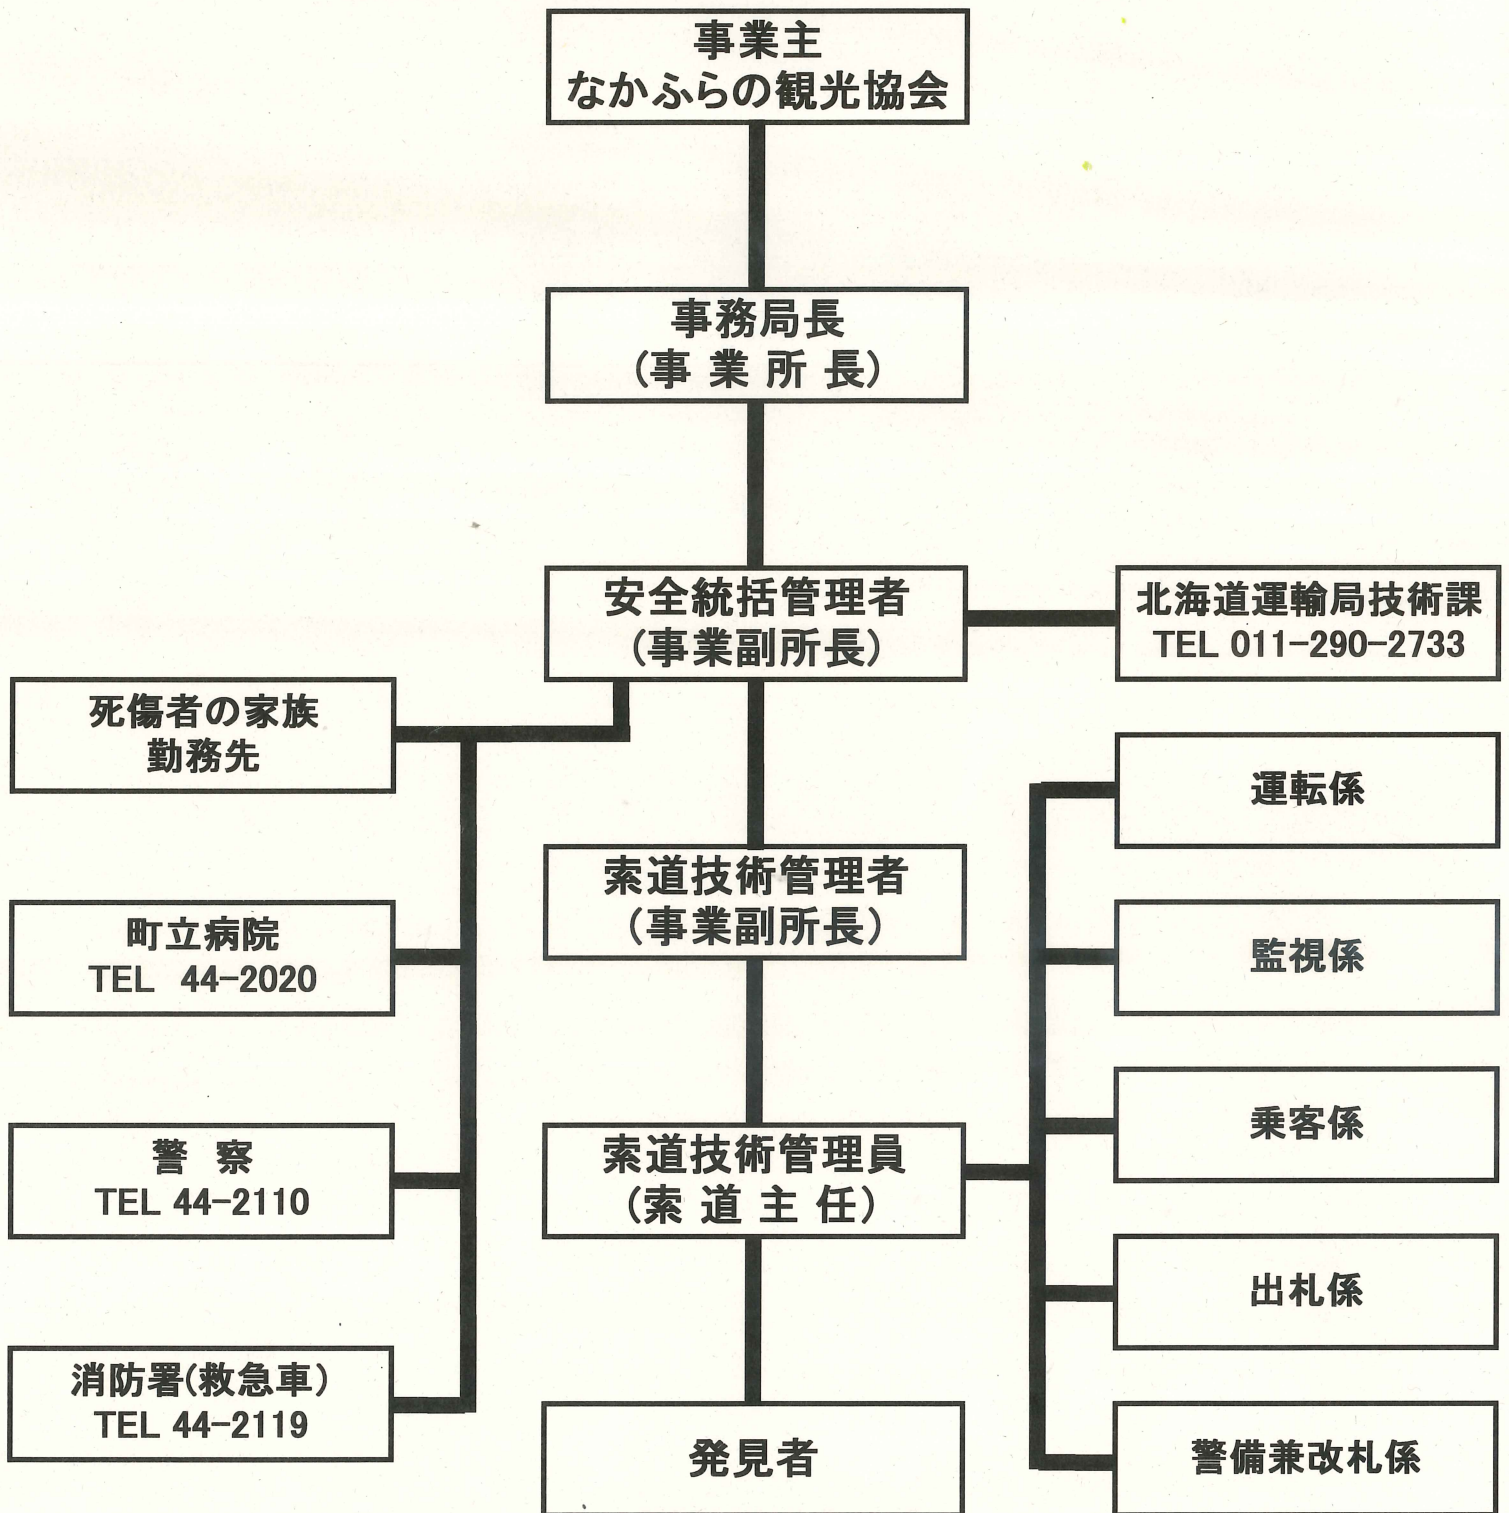 事業主
なかふらの観光協会
事務局長
(事 業 所 長)
安全統括管理者
(事業副所長)
北海道運輸局技術課
TEL 011-290-2733
死傷者の家族
勤務先
運転係
索道技術管理者
(事業副所長)
町立病院
TEL 44-2020
監視係
乗客係
警 察
TEL 44-2110
索道技術管理員
(索 道 主 任)
出札係
消防署(救急車)
TEL 44-2119
発見者
警備兼改札係